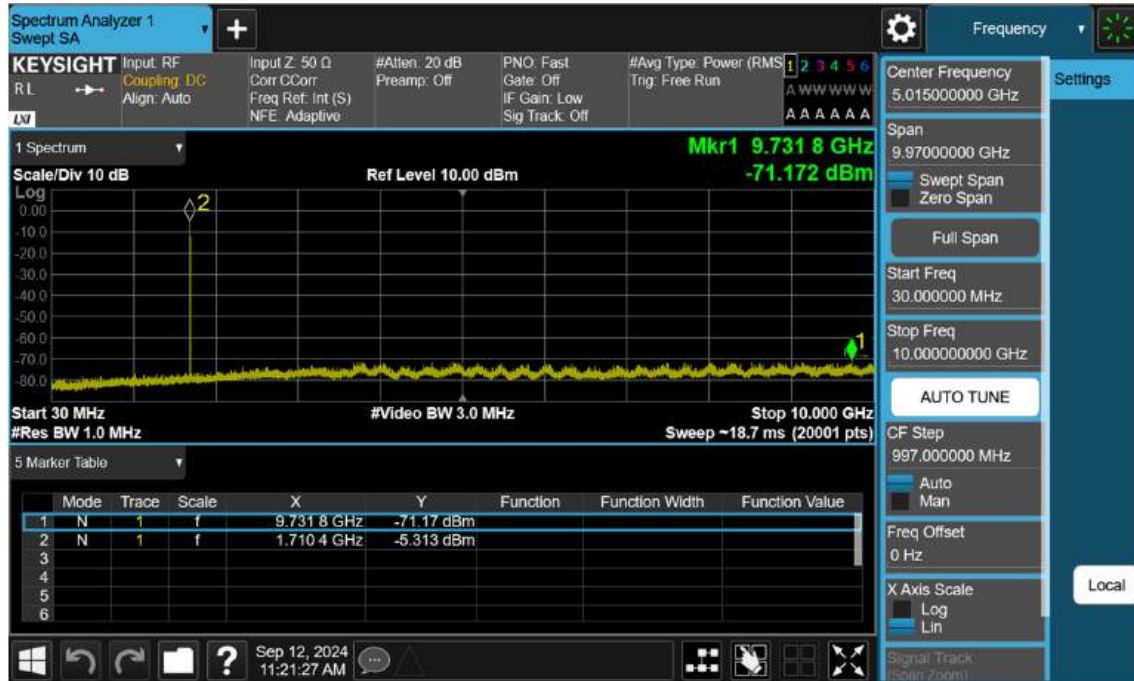 Spectrum Analyzer 1
Swept SA
+
Frequency
KEYSIGHT
RL
LXI
Input: RF
Coupling: DC
Align: Auto
Input Z: 50 Ω
Corr CCorr
Freq Ref: Int (S)
NFE: Adaptive
#Atten: 20 dB
Preamp: Off
PNO: Fast
Gate: Off
IF Gain: Low
Sig Track: Off
#Avg Type: Power (RMS
Trig: Free Run
1 2 3 4 5 6
A W W W W W
A A A A A A
1 Spectrum
Scale/Div 10 dB
Ref Level 10.00 dBm
Mkr1 9.731 8 GHz
-71.172 dBm
Log
0.00
-10.0
-20.0
-30.0
-40.0
-50.0
-60.0
-70.0
-80.0
2
1
Start 30 MHz
#Video BW 3.0 MHz
Stop 10.000 GHz
#Res BW 1.0 MHz
Sweep ~18.7 ms (20001 pts)
5 Marker Table
Mode Trace Scale X Y Function Function Width Function Value
1 N 1 f 9.731 8 GHz -71.17 dBm
2 N 1 f 1.710 4 GHz -5.313 dBm
3
4
5
6
?
Sep 12, 2024
11:21:27 AM
Center Frequency
5.015000000 GHz
Settings
Span
9.97000000 GHz
Swept Span
Zero Span
Full Span
Start Freq
30.000000 MHz
Stop Freq
10.000000000 GHz
AUTO TUNE
CF Step
997.000000 MHz
Auto
Man
Freq Offset
0 Hz
X Axis Scale
Log
Lin
Local
Signal Track
(Span Zoom)